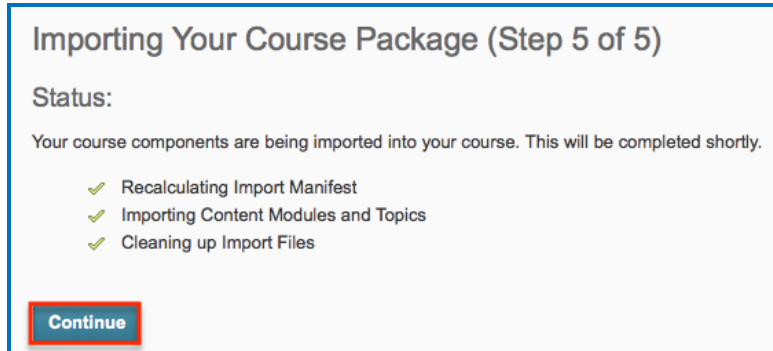 Importing Your Course Package (Step 5 of 5)
Status:
Your course components are being imported into your course. This will be completed shortly.
Recalculating Import Manifest
Importing Content Modules and Topics
Cleaning up Import Files
Continue